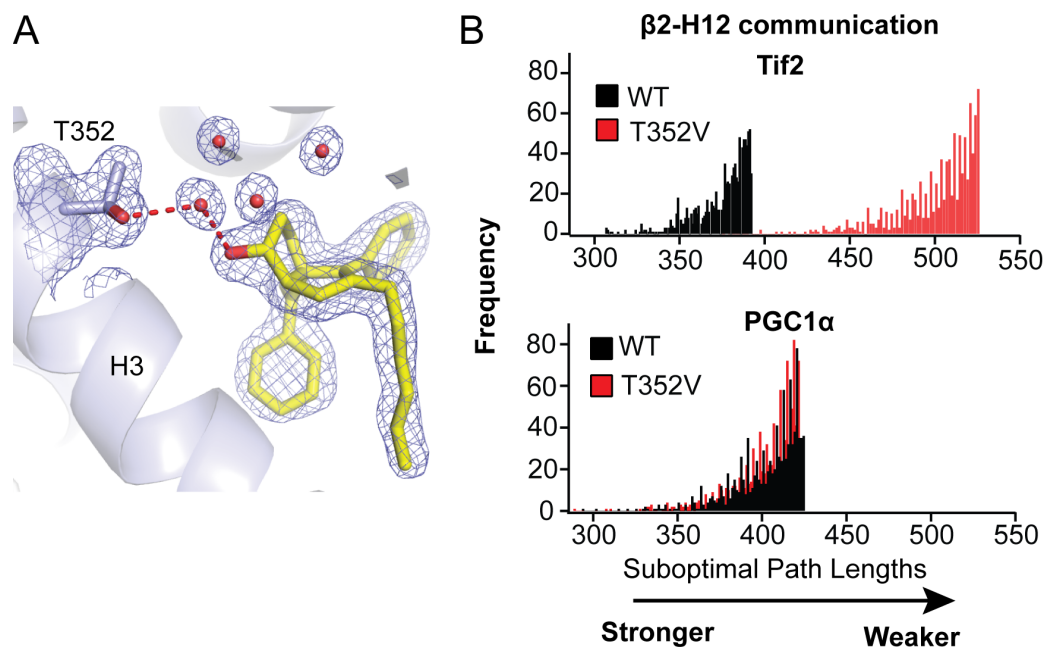 A
T352
H3
B
β2-H12 communication
Tif2
WT
T352V
80
60
40
20
0
300 350 400 450 500 550
Frequency
PGC1α
WT
T352V
80
60
40
20
0
300 350 400 450 500 550
Suboptimal Path Lengths
Stronger Weaker